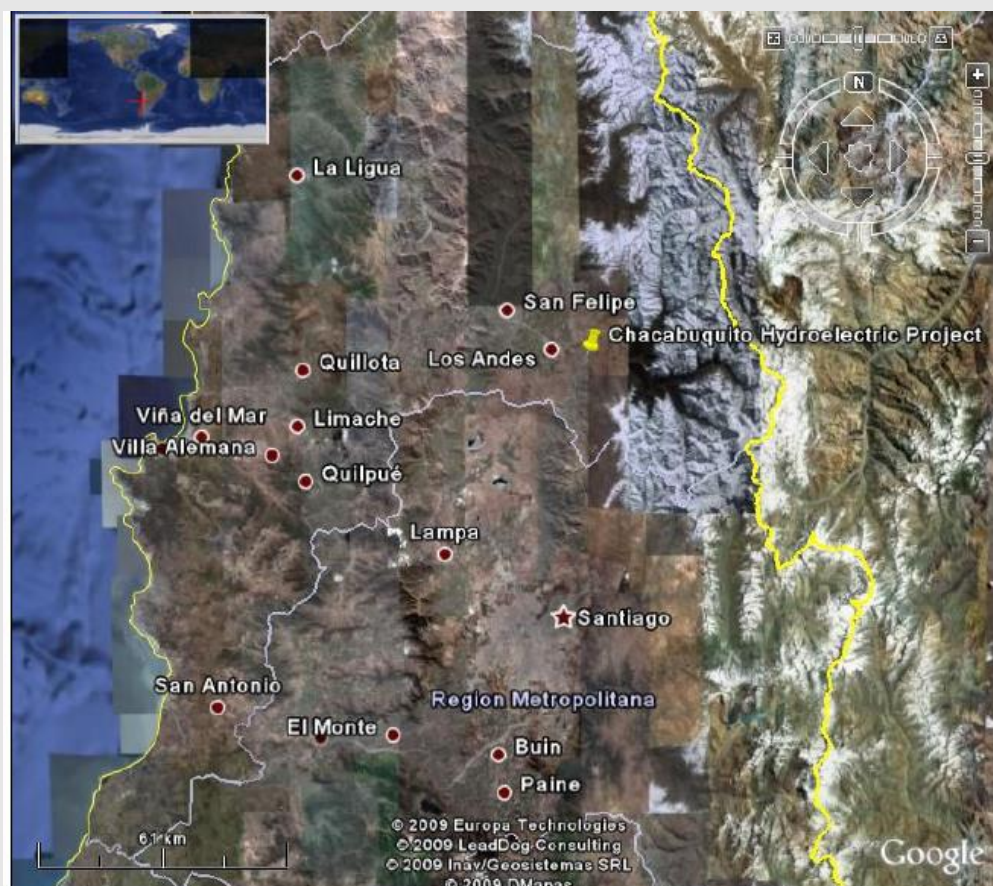 N
La Ligua
San Felipe
Chacabuquito Hydroelectric Project
Los Andes
Quillota
Viña del Mar
Limache
Villa Alemana
Quilpué
Lampa
Santiago
San Antonio
Region Metropolitana
El Monte
Buin
Paine
61 km
© 2009 Europa Technologies
© 2009 LeadDog Consulting
© 2009 Inav/Geosistemas SRL
© 2009 DMapas
Google